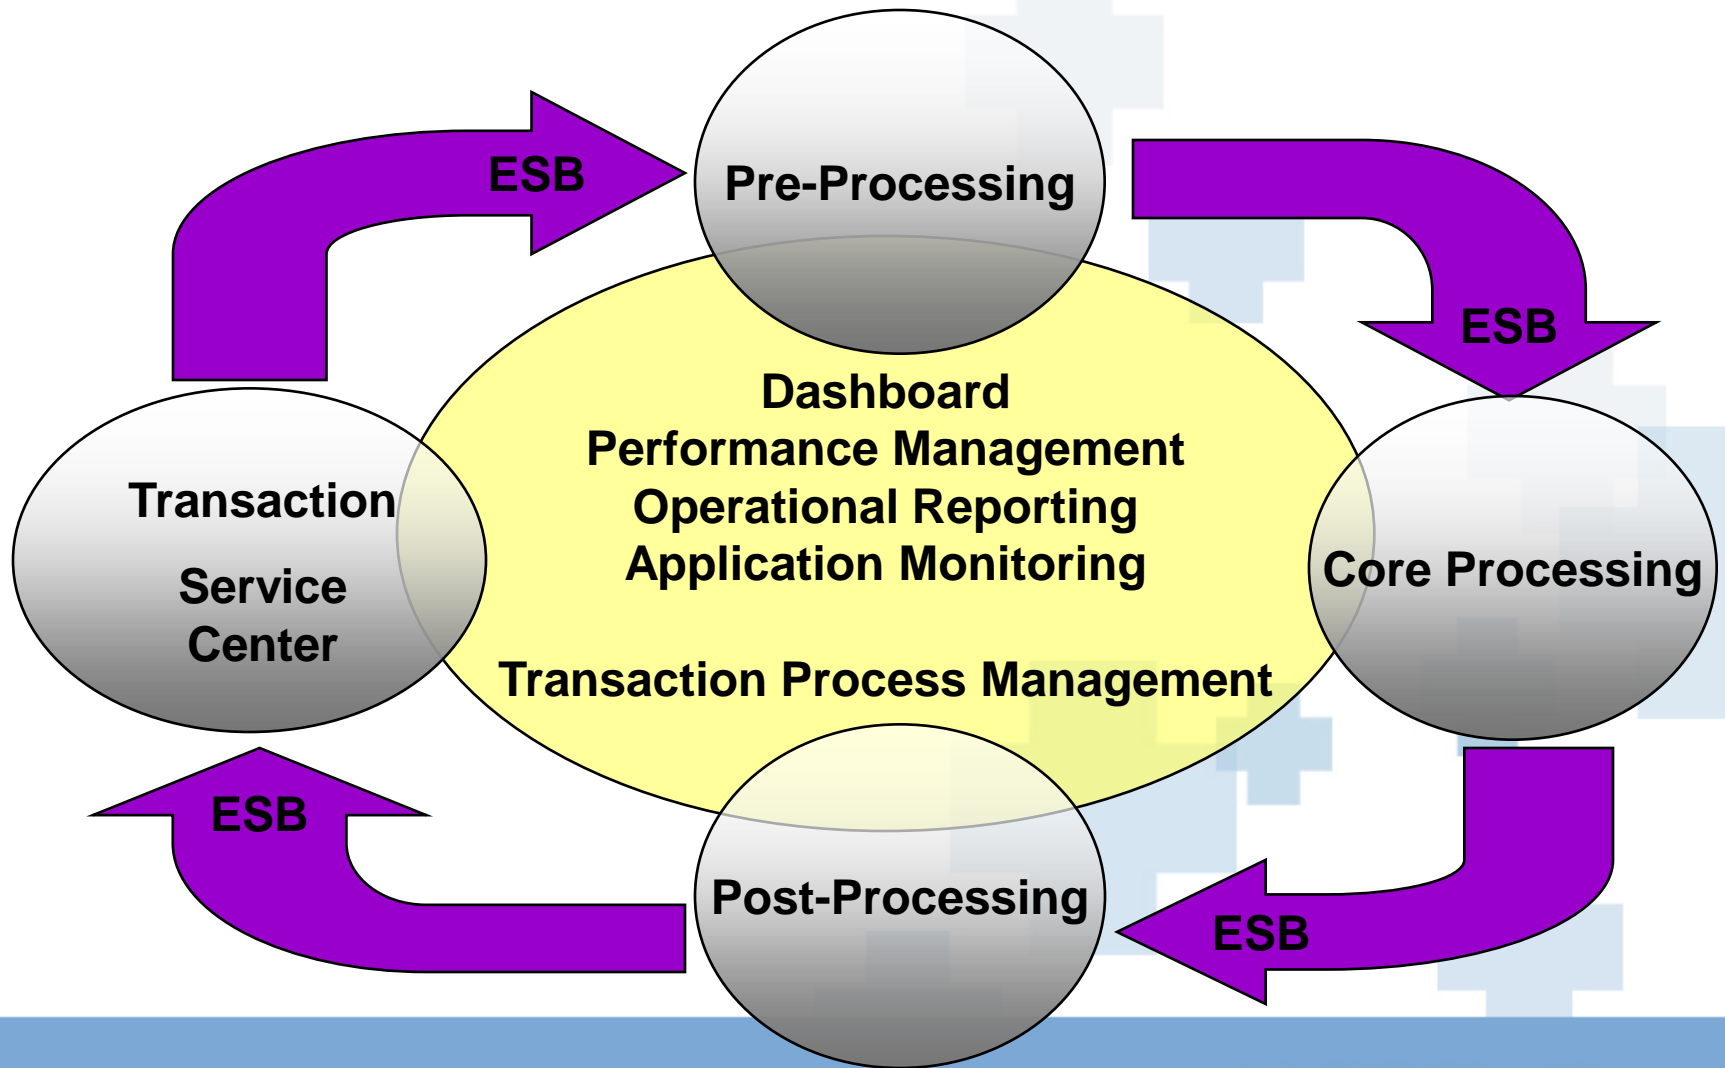 ESB
Pre-Processing
ESB
Dashboard
Performance Management
Operational Reporting
Application Monitoring
Transaction Process Management
Transaction
Service
Center
Core Processing
ESB
Post-Processing
ESB